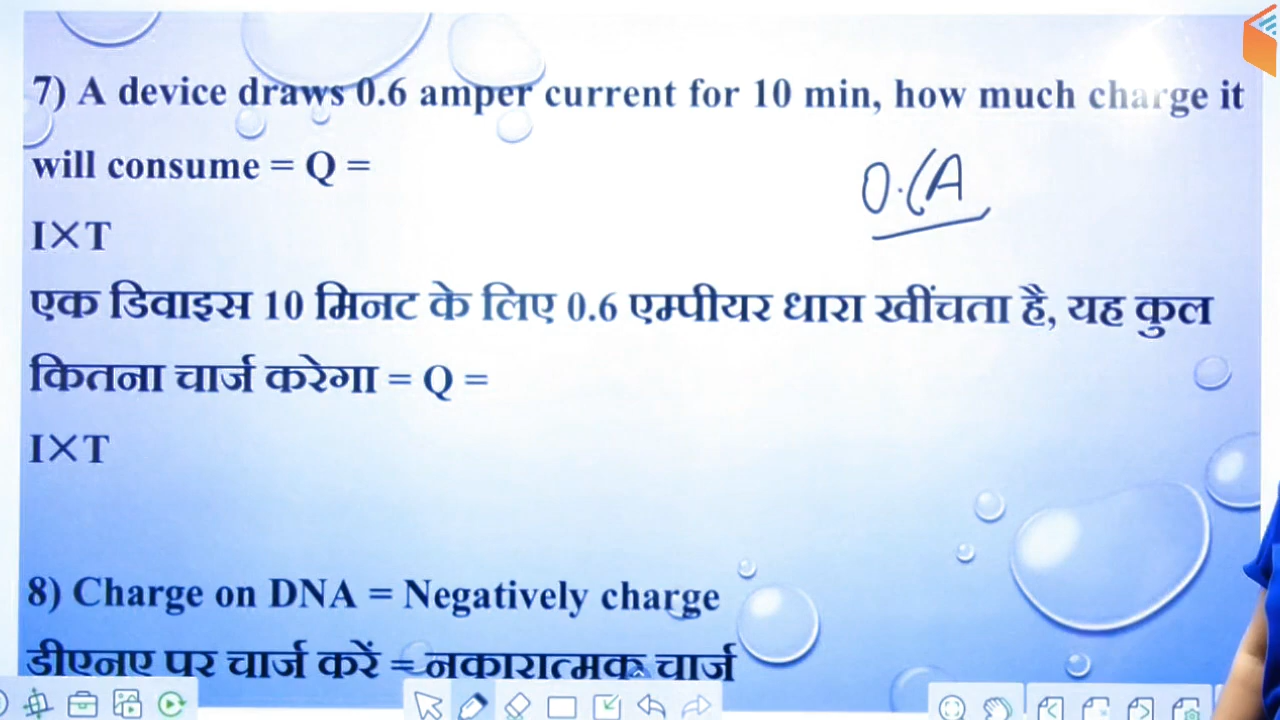 7) A device draws 0.6 amper current for 10 min, how much charge it
will consume = Q =
0.6A
I×T
एक डिवाइस 10 मिनट के लिए 0.6 एम्पीयर धारा खींचता है, यह कुल
कितना चार्ज करेगा = Q =
I×T
8) Charge on DNA = Negatively charge
डीएनए पर चार्ज करें = नकारात्मक चार्ज